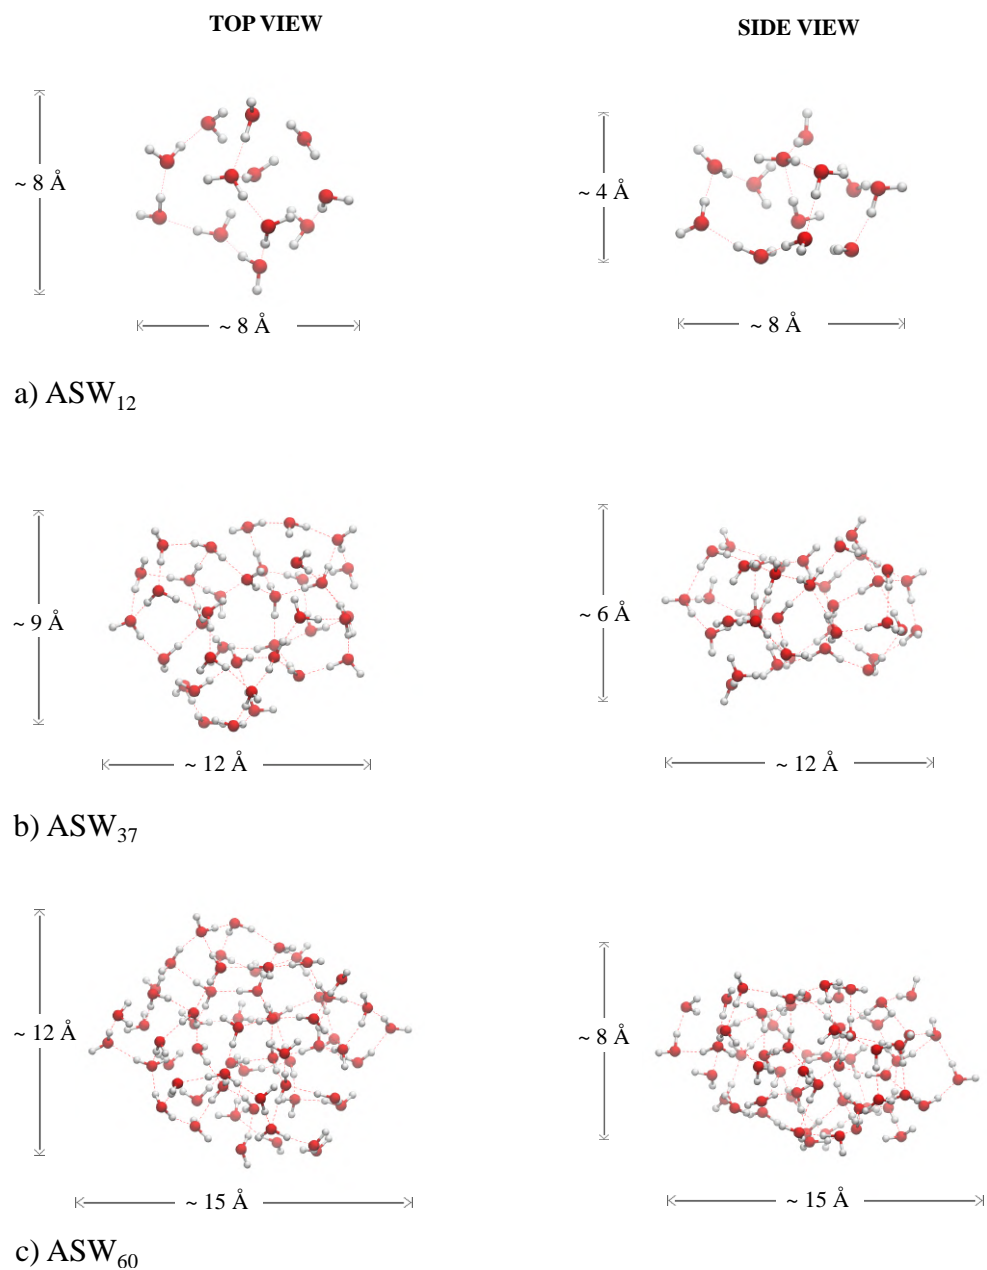 TOP VIEW
SIDE VIEW
~ 8 Å
~ 4 Å
~ 8 Å
~ 8 Å
a) ASW₁₂
~ 9 Å
~ 6 Å
~ 12 Å
~ 12 Å
b) ASW₃₇
~ 12 Å
~ 8 Å
~ 15 Å
~ 15 Å
c) ASW₆₀